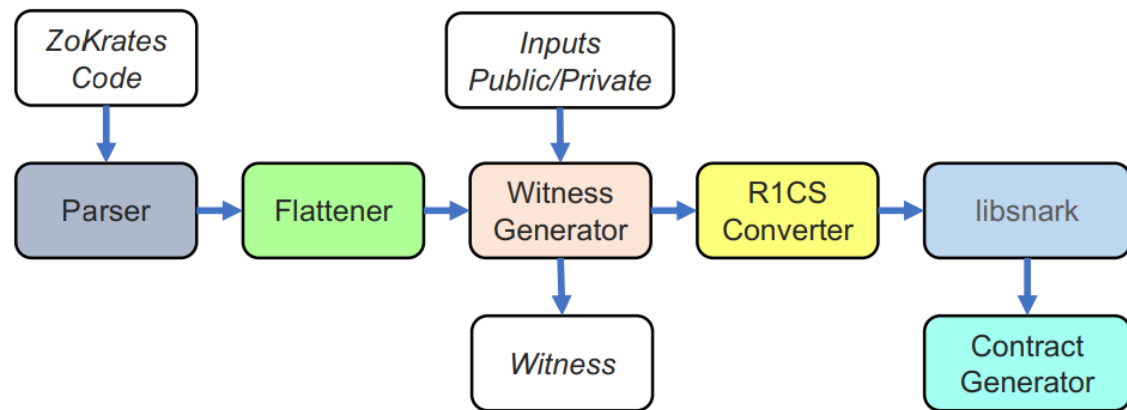 ZoKrates
Code
Inputs
Public/Private
Parser
Flattener
Witness
Generator
R1CS
Converter
libsnark
Witness
Contract
Generator